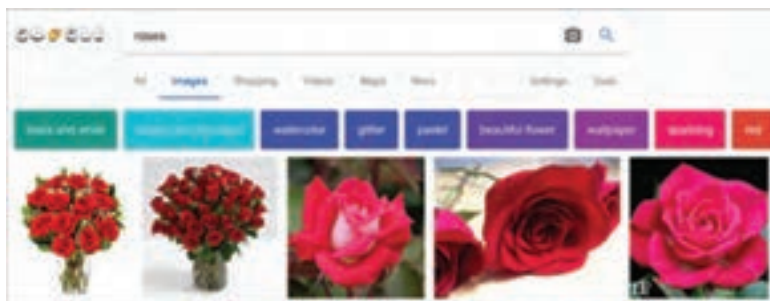 roses
All Images Shopping Videos Maps News Settings Tools
black and white watercolor glitter pastel beautiful flower wallpaper sparkling red